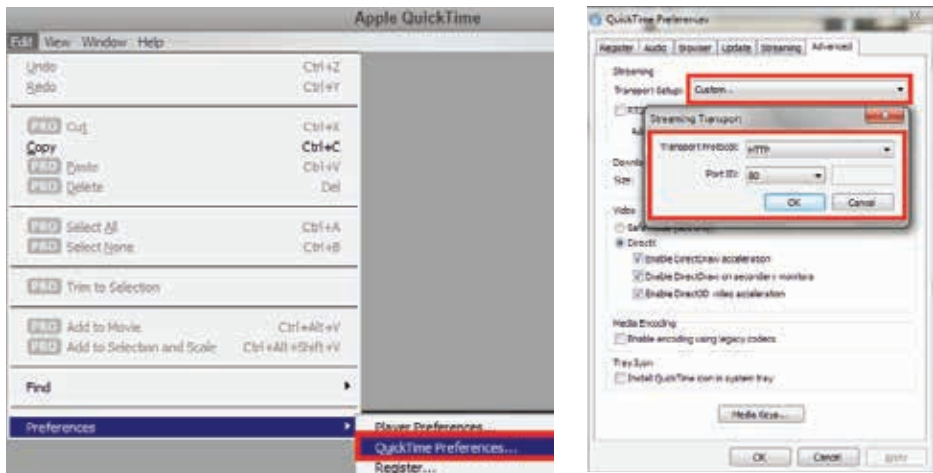 Apple QuickTime
Edit View Window Help
Undo Ctrl+Z
Redo Ctrl+Y
PRO Cut Ctrl+X
Copy Ctrl+C
PRO Paste Ctrl+V
PRO Delete Del
PRO Select All Ctrl+A
PRO Select None Ctrl+B
PRO Trim to Selection
PRO Add to Movie Ctrl+Alt+V
PRO Add to Selection and Scale Ctrl+Alt+Shift+V
Find
Preferences
Player Preferences...
QuickTime Preferences...
Register...
QuickTime Preferences
Register Audio Browser Update Streaming Advanced
Streaming
Transport Setup: Custom...
Streaming Transport
Transport Protocol: HTTP
Port ID: 80
OK Cancel
Size:
Video
DirectX
Enable DirectDraw acceleration
Enable DirectDraw on secondary monitors
Enable Direct3D video acceleration
Media Encoding
Enable encoding using legacy codecs
Tray Icon
Install QuickTime icon in system tray
Media Keys...
OK Cancel Apply